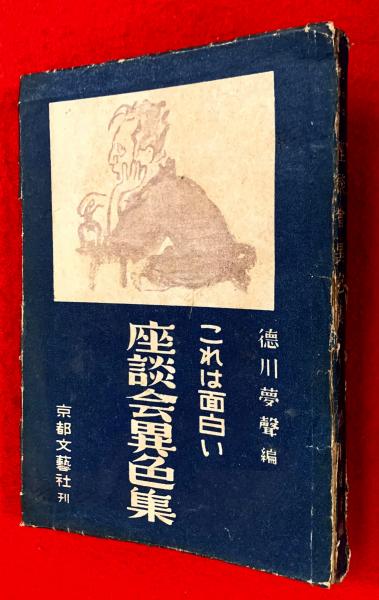 德川夢聲編
これは面白い
座談会異色集
京都文藝社刊